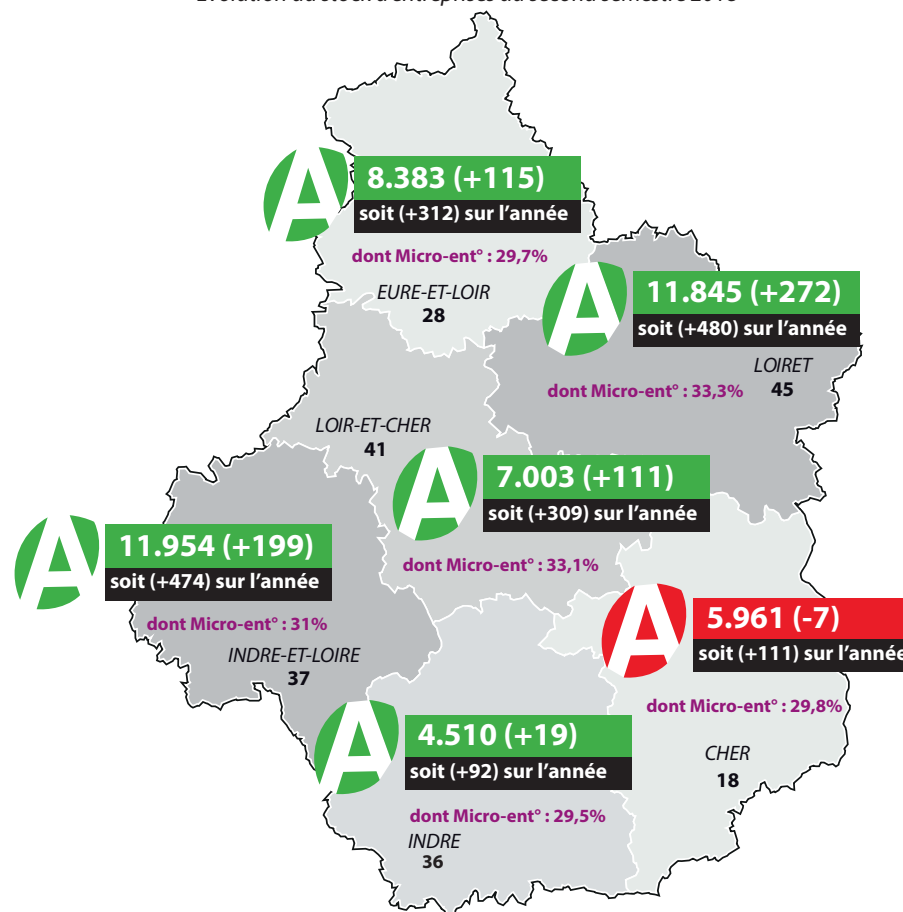 8.383 (+115)
soit (+312) sur l'année
dont Micro-ent° : 29,7%
EURE-ET-LOIR
28
11.845 (+272)
soit (+480) sur l'année
LOIRET
dont Micro-ent° : 33,3%
45
LOIR-ET-CHER
41
7.003 (+111)
soit (+309) sur l'année
dont Micro-ent° : 33,1%
11.954 (+199)
soit (+474) sur l'année
dont Micro-ent° : 31%
INDRE-ET-LOIRE
37
5.961 (-7)
soit (+111) sur l'année
dont Micro-ent° : 29,8%
CHER
18
4.510 (+19)
soit (+92) sur l'année
dont Micro-ent° : 29,5%
INDRE
36